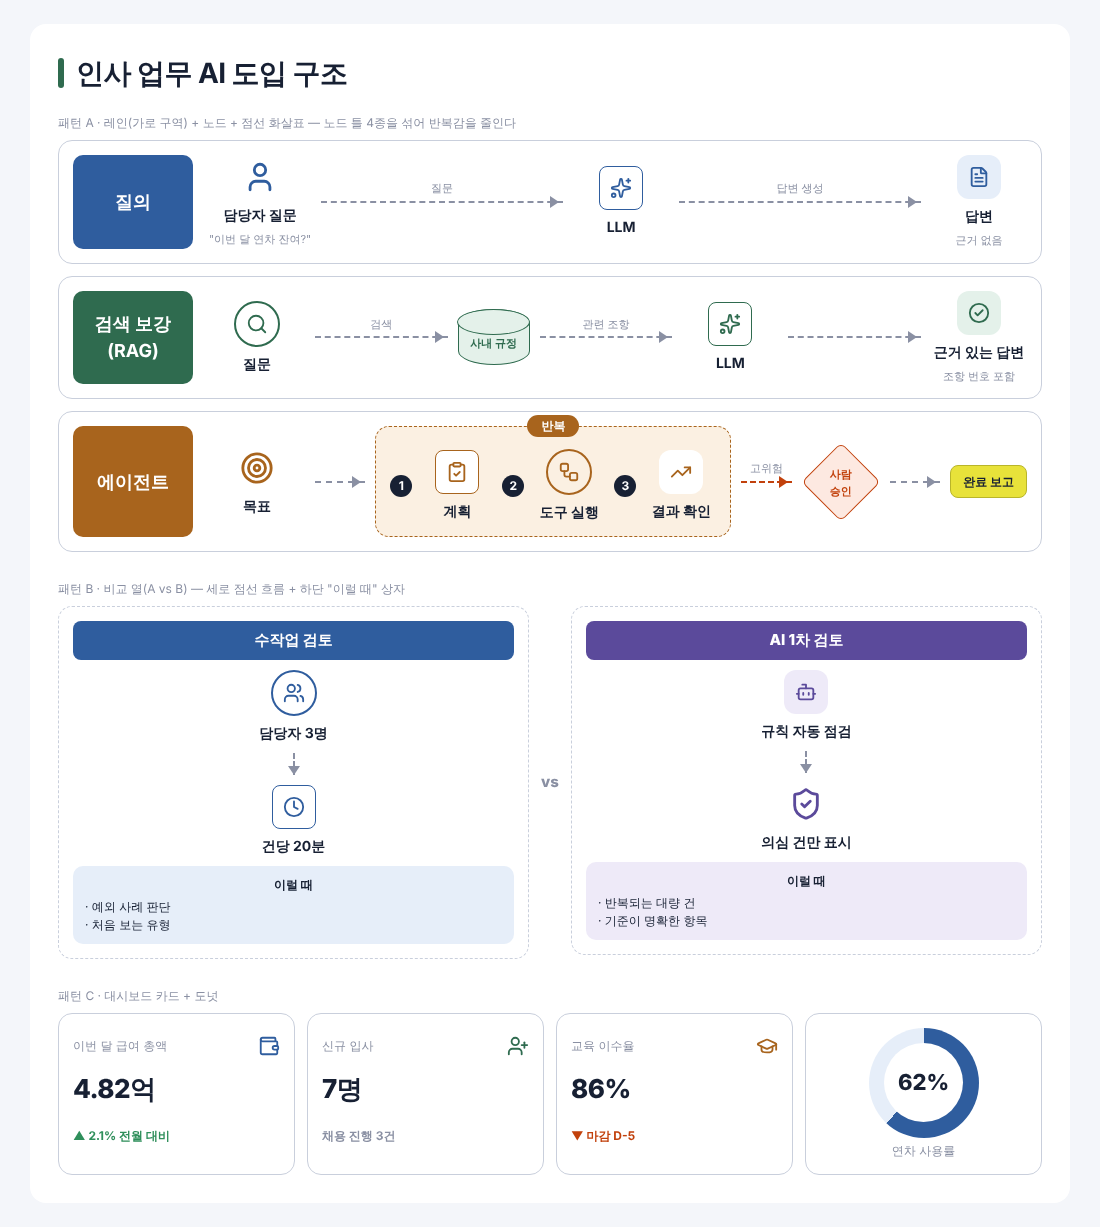 인사 업무 AI 도입 구조
패턴 A · 레인(가로 구역) + 노드 + 점선 화살표 — 노드 틀 4종을 섞어 반복감을 줄인다
질의
담당자 질문
"이번 달 연차 잔여?"
질문
LLM
답변 생성
답변
근거 없음
검색 보강
(RAG)
질문
검색
사내 규정
관련 조항
LLM
근거 있는 답변
조항 번호 포함
에이전트
목표
반복
1
계획
2
도구 실행
3
결과 확인
고위험
사람
승인
완료 보고
패턴 B · 비교 열(A vs B) — 세로 점선 흐름 + 하단 "이럴 때" 상자
수작업 검토
담당자 3명
건당 20분
이럴 때
· 예외 사례 판단
· 처음 보는 유형
vs
AI 1차 검토
규칙 자동 점검
의심 건만 표시
이럴 때
· 반복되는 대량 건
· 기준이 명확한 항목
패턴 C · 대시보드 카드 + 도넛
이번 달 급여 총액
4.82억
▲ 2.1% 전월 대비
신규 입사
7명
채용 진행 3건
교육 이수율
86%
▼ 마감 D-5
62%
연차 사용률